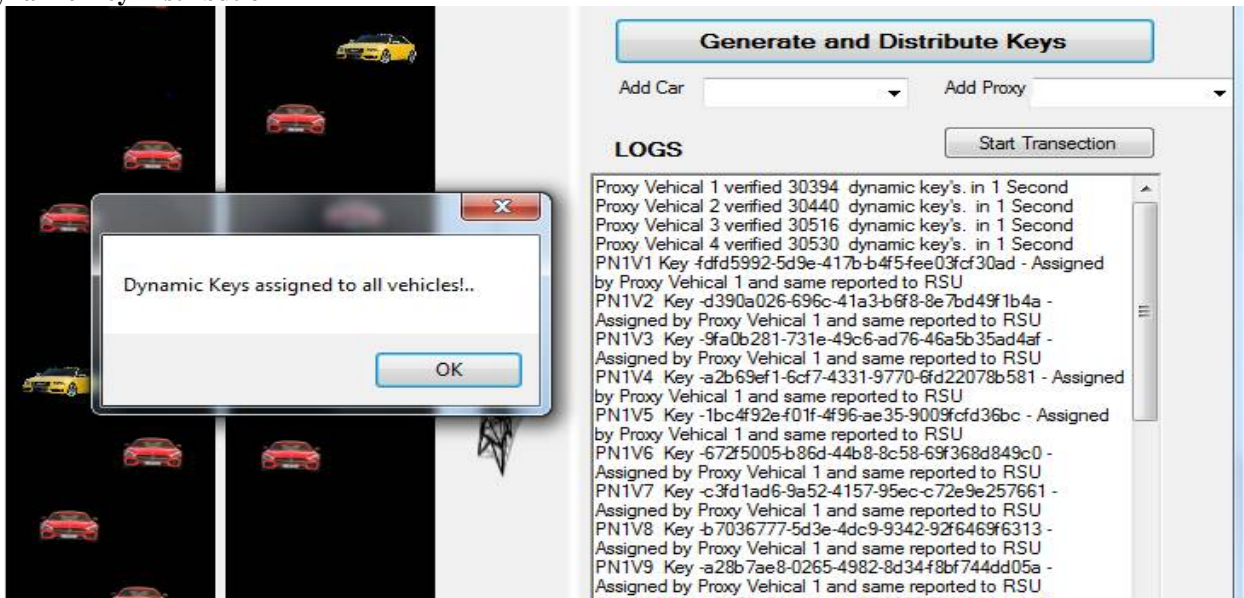 Generate and Distribute Keys
Add Car
Add Proxy
Start Transection
LOGS
Proxy Vehical 1 verified 30394 dynamic key's. in 1 Second
Proxy Vehical 2 verified 30440 dynamic key's. in 1 Second
Proxy Vehical 3 verified 30516 dynamic key's. in 1 Second
Proxy Vehical 4 verified 30530 dynamic key's. in 1 Second
PN1V1 Key -fdfd5992-5d9e-417b-b4f5-fee03fcf30ad - Assigned
by Proxy Vehical 1 and same reported to RSU
PN1V2 Key -d390a026-696c-41a3-b6f8-8e7bd49f1b4a -
Assigned by Proxy Vehical 1 and same reported to RSU
PN1V3 Key -9fa0b281-731e-49c6-ad76-46a5b35ad4af -
Assigned by Proxy Vehical 1 and same reported to RSU
PN1V4 Key -a2b69ef1-6cf7-4331-9770-6fd22078b581 - Assigned
by Proxy Vehical 1 and same reported to RSU
PN1V5 Key -1bc4f92e-f01f-4f96-ae35-9009fcfd36bc - Assigned
by Proxy Vehical 1 and same reported to RSU
PN1V6 Key -672f5005-b86d-44b8-8c58-69f368d849c0 -
Assigned by Proxy Vehical 1 and same reported to RSU
PN1V7 Key -c3fd1ad6-9a52-4157-95ec-c72e9e257661 -
Assigned by Proxy Vehical 1 and same reported to RSU
PN1V8 Key -b7036777-5d3e-4dc9-9342-92f6469f6313 -
Assigned by Proxy Vehical 1 and same reported to RSU
PN1V9 Key -a28b7ae8-0265-4982-8d34-f8bf744dd05a -
Assigned by Proxy Vehical 1 and same reported to RSU
Dynamic Keys assigned to all vehicles!..
OK